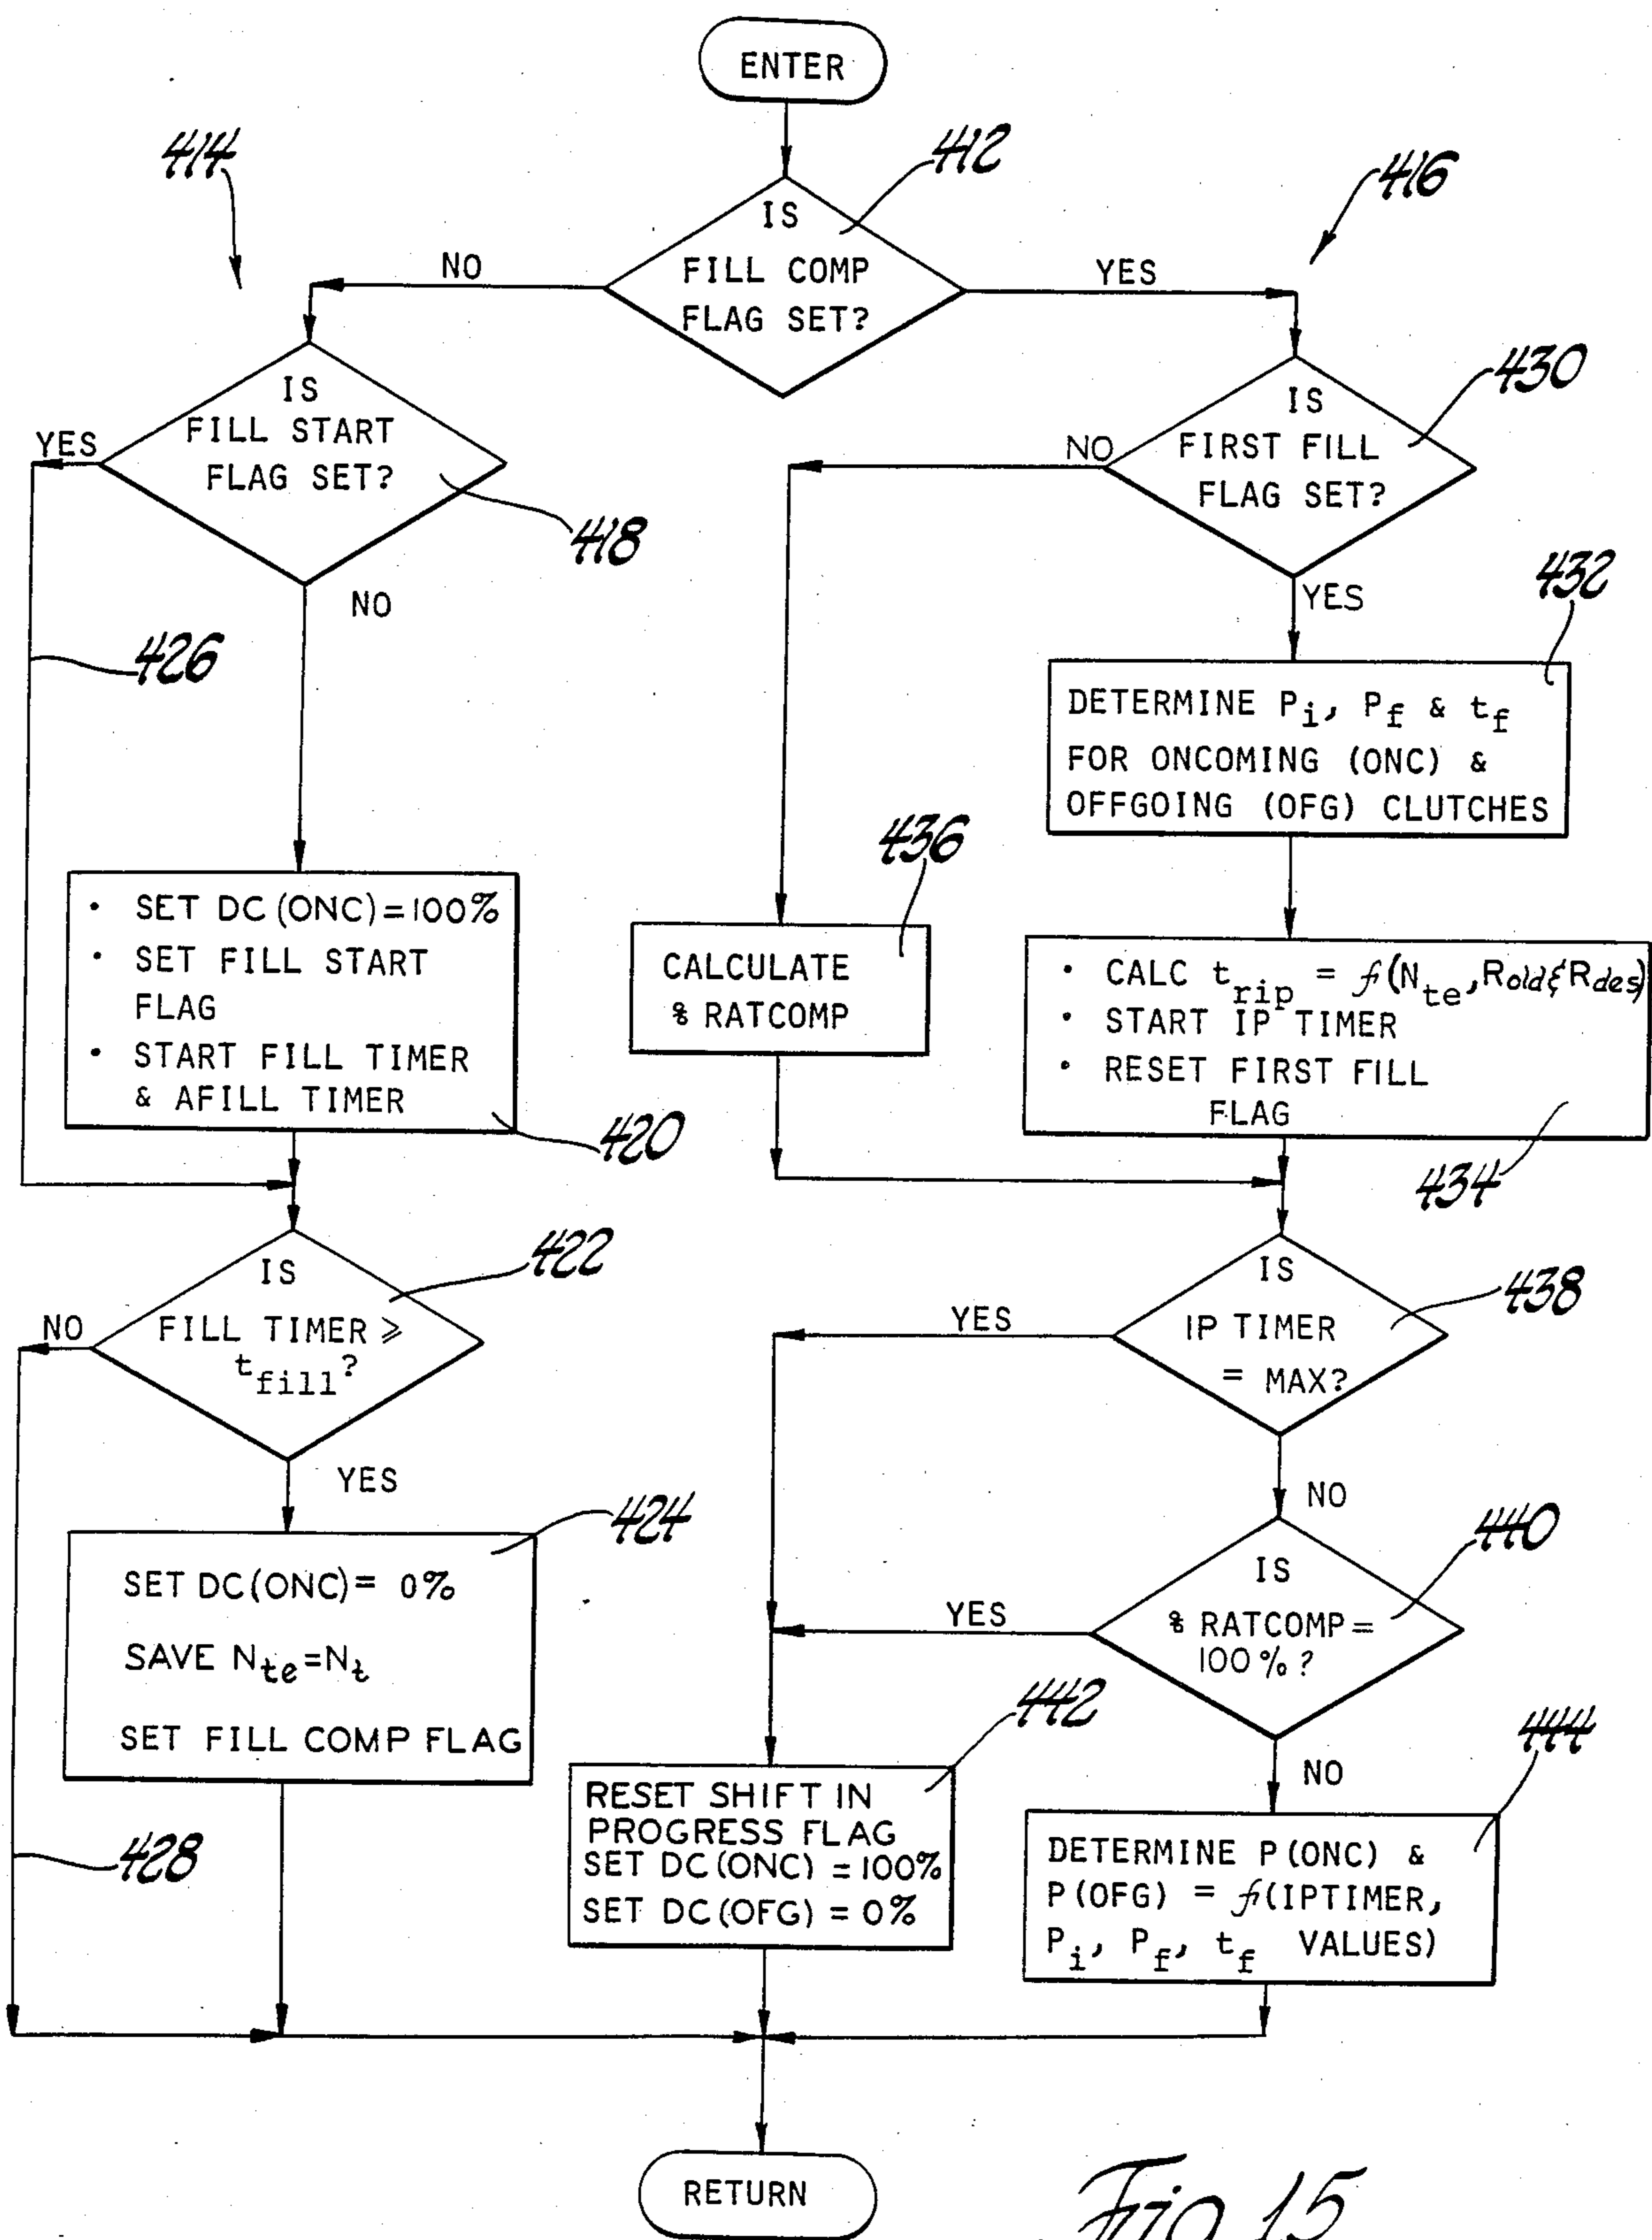 ENTER
414
412
416
IS
FILL COMP
FLAG SET?
NO
YES
IS
FILL START
FLAG SET?
YES
418
NO
426
IS
FIRST FILL
FLAG SET?
430
NO
YES
432
DETERMINE Pi, Pf & tf
FOR ONCOMING (ONC) &
OFFGOING (OFG) CLUTCHES
436
• SET DC(ONC)=100%
• SET FILL START
FLAG
• START FILL TIMER
& AFILL TIMER
420
CALCULATE
% RATCOMP
• CALC trip = f(Nte, Rold & Rdes)
• START IP TIMER
• RESET FIRST FILL
FLAG
434
422
IS
FILL TIMER ≥
tfill?
NO
YES
438
IS
IP TIMER
= MAX?
YES
NO
424
SET DC(ONC)= 0%
SAVE Nte=Nt
SET FILL COMP FLAG
440
IS
% RATCOMP=
100%?
YES
NO
442
444
428
RESET SHIFT IN
PROGRESS FLAG
SET DC(ONC) =100%
SET DC(OFG) = 0%
DETERMINE P(ONC) &
P(OFG) = f(IPTIMER,
Pi, Pf, tf VALUES)
RETURN
Fig. 15